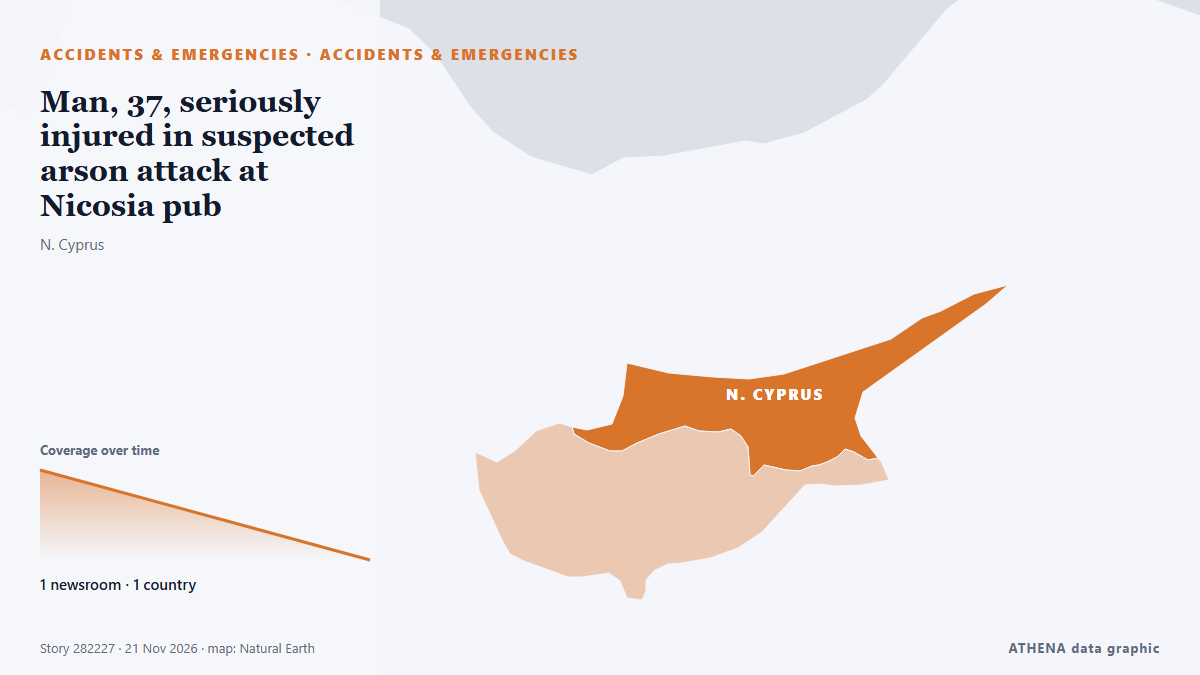 ACCIDENTS & EMERGENCIES · ACCIDENTS & EMERGENCIES
Man, 37, seriously
injured in suspected
arson attack at
Nicosia pub
N. Cyprus
N. CYPRUS
Coverage over time
1 newsroom · 1 country
Story 282227 · 21 Nov 2026 · map: Natural Earth
ATHENA data graphic